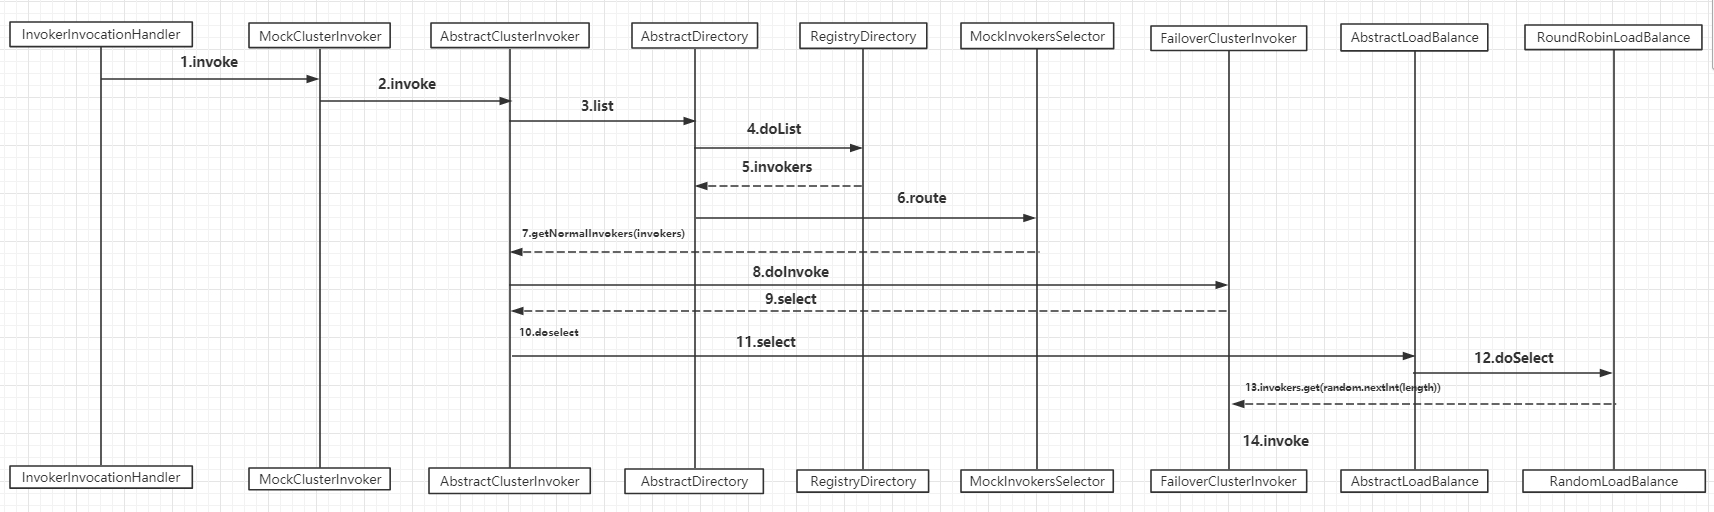 InvokerInvocationHandler
MockClusterInvoker
AbstractClusterInvoker
AbstractDirectory
RegistryDirectory
MockInvokersSelector
FailoverClusterInvoker
AbstractLoadBalance
RoundRobinLoadBalance
1.invoke
2.invoke
3.list
4.doList
5.invokers
6.route
7.getNormalInvokers(invokers)
8.doInvoke
9.select
10.doselect
11.select
12.doSelect
13.invokers.get(random.nextInt(length))
14.invoke
InvokerInvocationHandler
MockClusterInvoker
AbstractClusterInvoker
AbstractDirectory
RegistryDirectory
MockInvokersSelector
FailoverClusterInvoker
AbstractLoadBalance
RandomLoadBalance